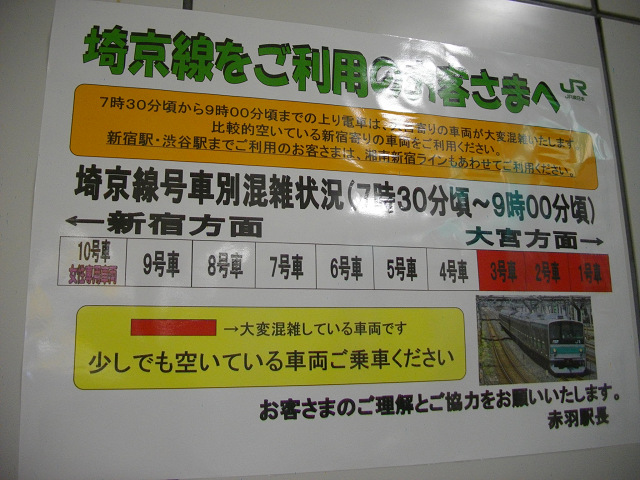 埼京線をご利用のお客さまへ
JR
JR東日本
7時30分頃から9時00分頃までの上り電車は、大宮寄りの車両が大変混雑いたします。
比較的空いている新宿寄りの車両をご利用ください。
新宿駅・渋谷駅までご利用のお客さまは、湘南新宿ラインもあわせてご利用ください。
埼京線号車別混雑状況(7時30分頃～9時00分頃)
←新宿方面 大宮方面→
10号車 9号車 8号車 7号車 6号車 5号車 4号車 3号車 2号車 1号車
女性専用車両
→大変混雑している車両です
少しでも空いている車両ご乗車ください
お客さまのご理解とご協力をお願いいたします。
赤羽駅長